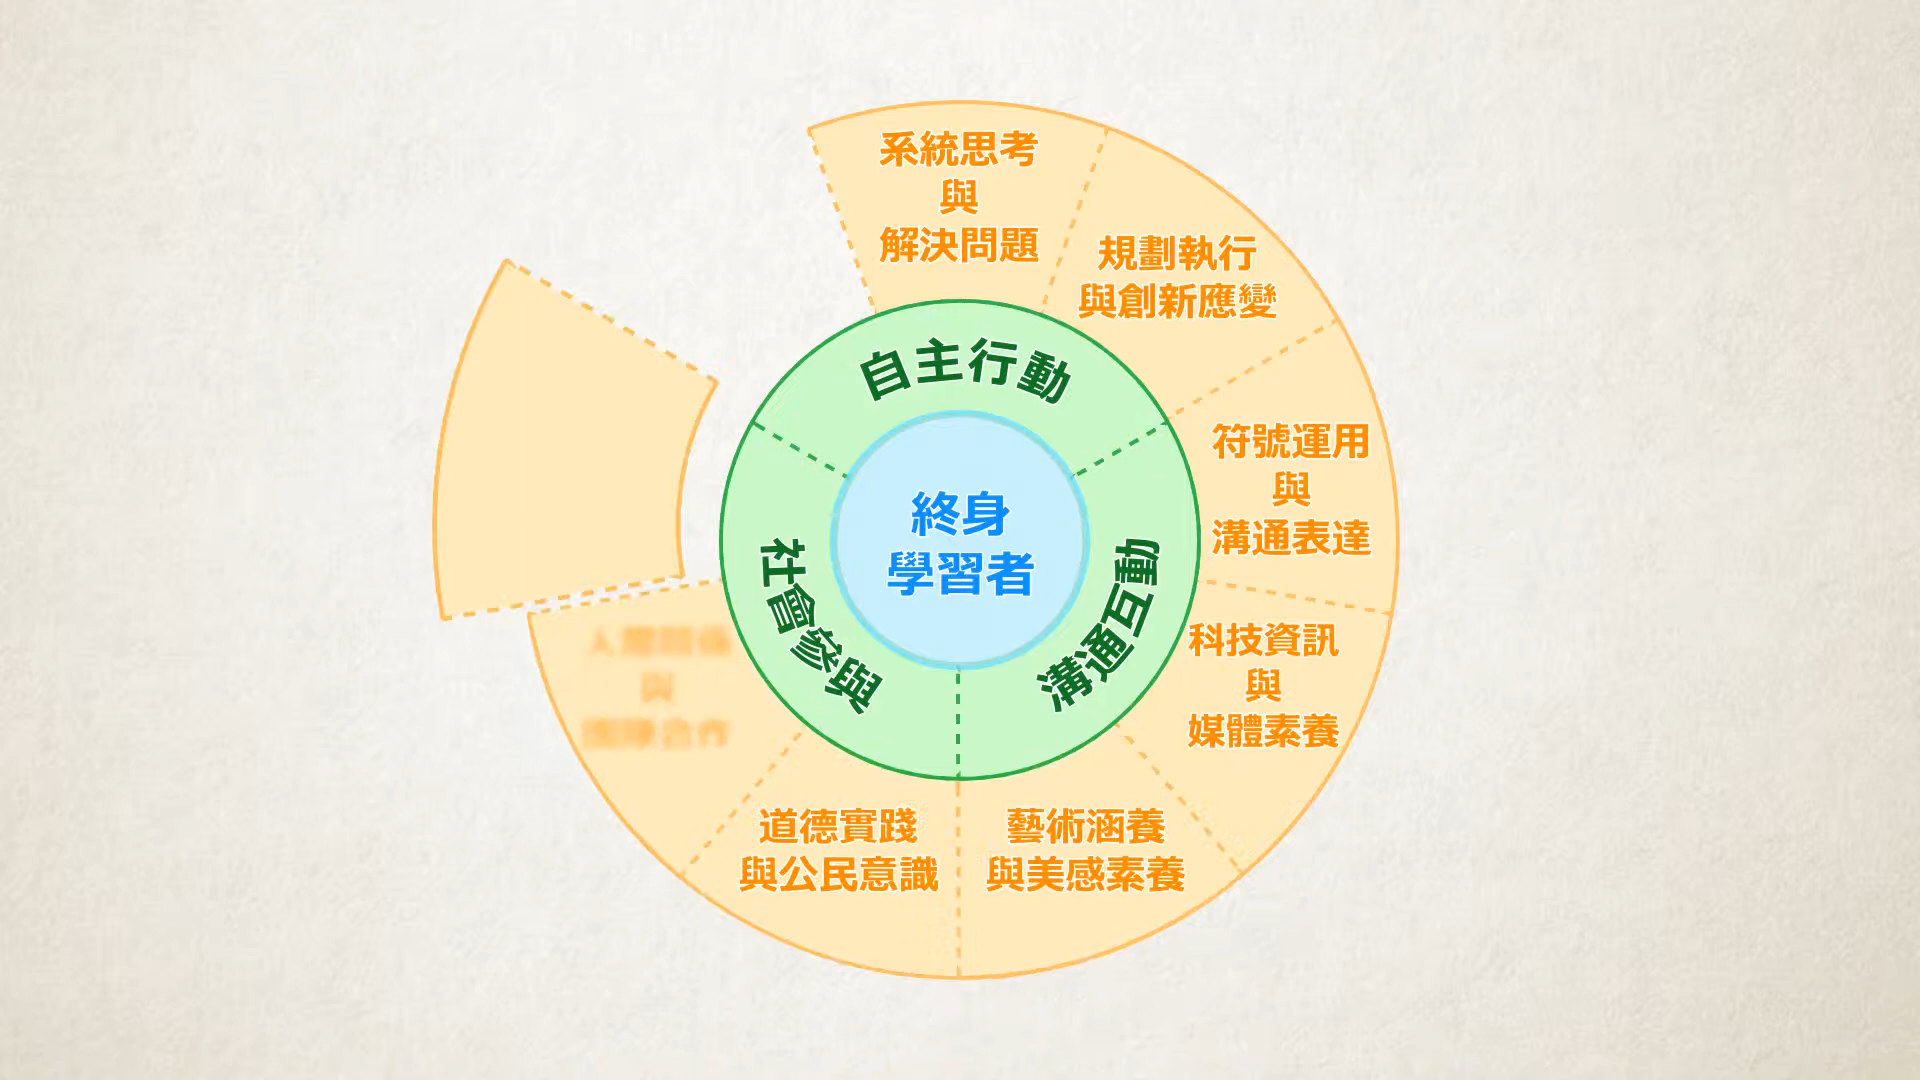 系統思考
與
解決問題
規劃執行
與創新應變
符號運用
與
溝通表達
科技資訊
與
媒體素養
藝術涵養
與美感素養
道德實踐
與公民意識
自主行動
溝通互動
社會參與
終身
學習者